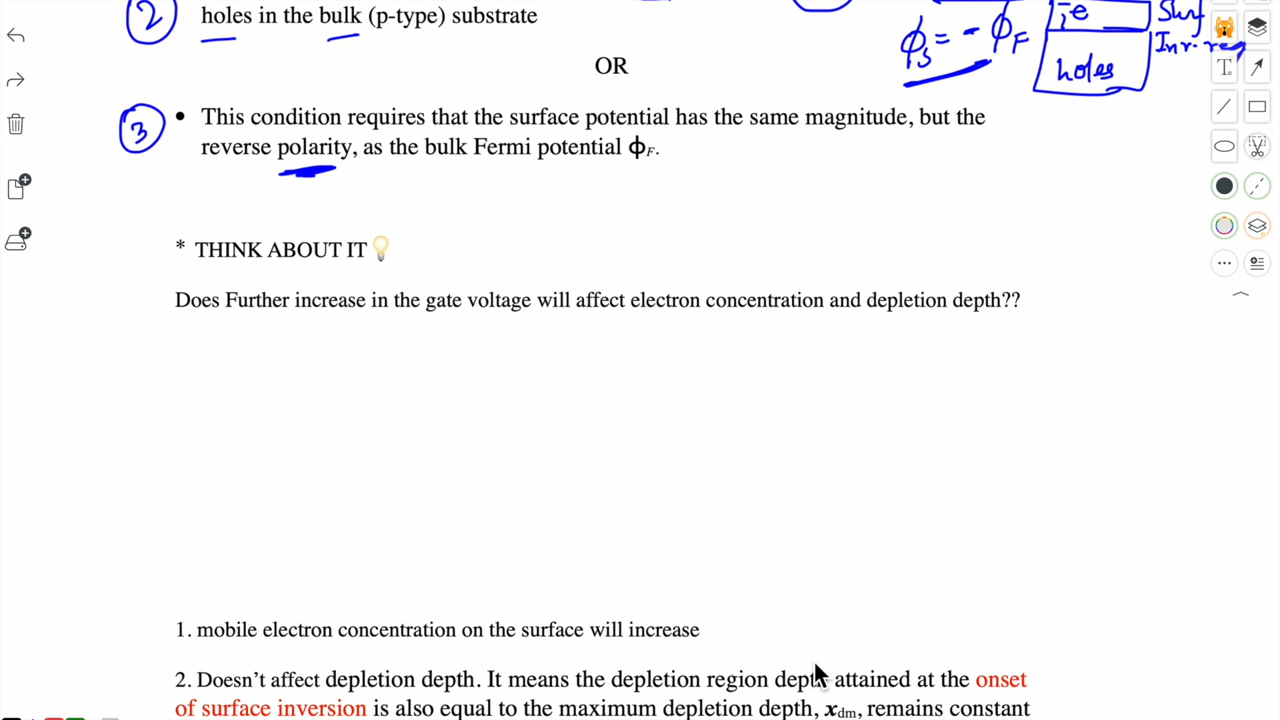 2 holes in the bulk (p-type) substrate
ϕs = - ϕF
e
holes
OR
3 • This condition requires that the surface potential has the same magnitude, but the
reverse polarity, as the bulk Fermi potential ϕF.
* THINK ABOUT IT💡
Does Further increase in the gate voltage will affect electron concentration and depletion depth??
1. mobile electron concentration on the surface will increase
2. Doesn’t affect depletion depth. It means the depletion region depth attained at the onset
of surface inversion is also equal to the maximum depletion depth, xdm, remains constant